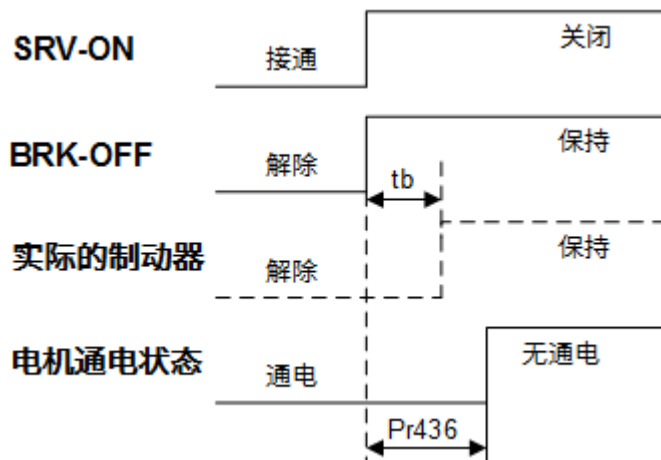 SRV-ON 接通 关闭
BRK-OFF 解除 保持
tb
实际的制动器 解除 保持
电机通电状态 通电 无通电
Pr436